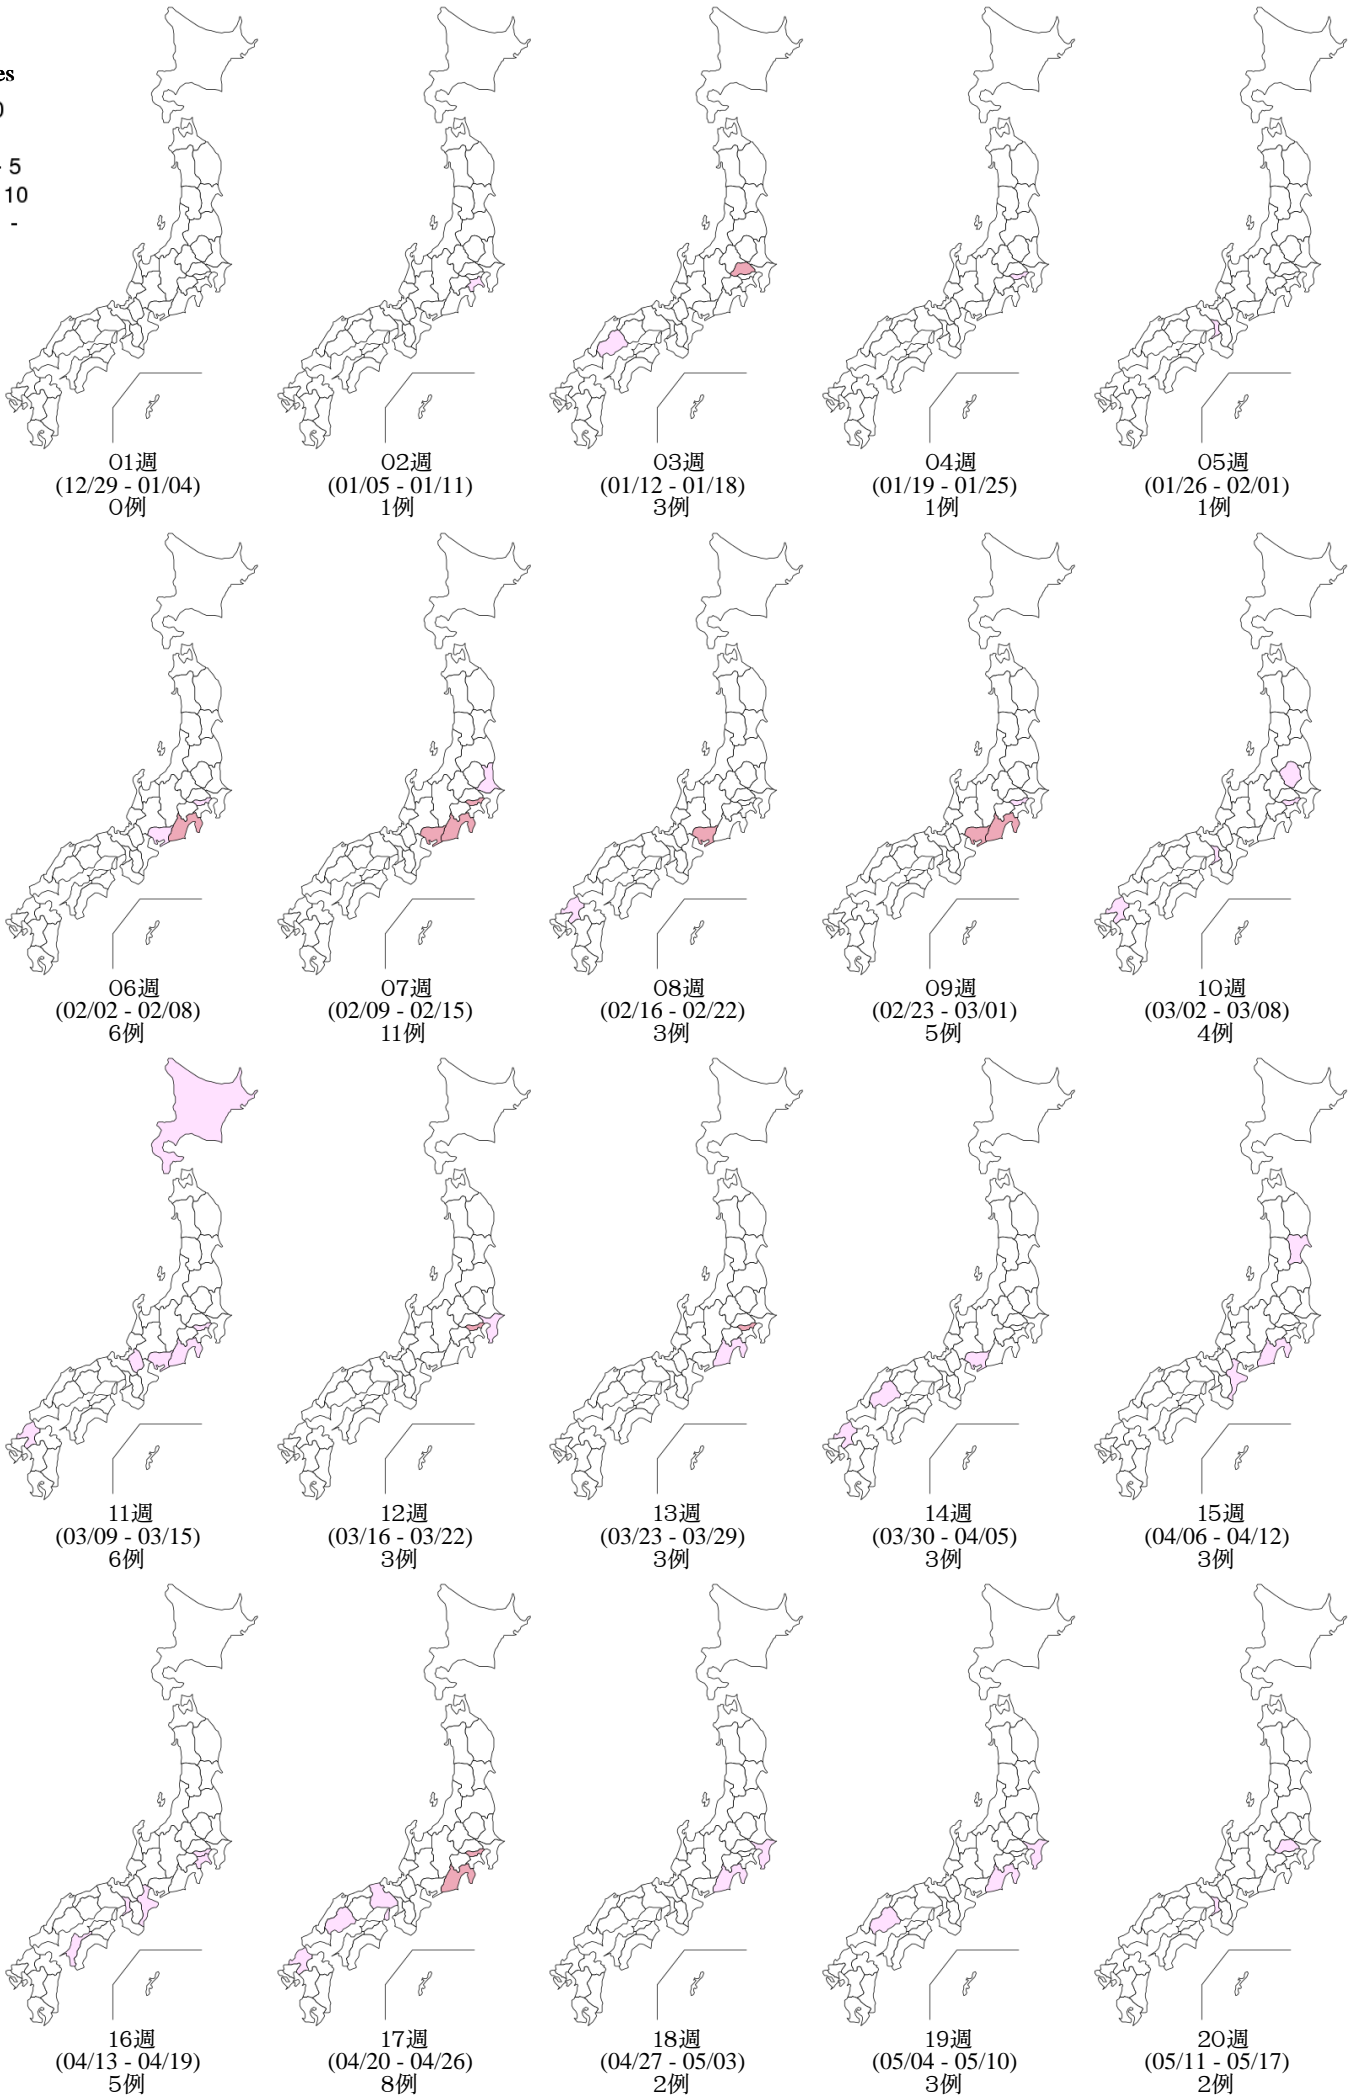 es
0
- 5
10
-
01週
(12/29 - 01/04)
0例
02週
(01/05 - 01/11)
1例
03週
(01/12 - 01/18)
3例
04週
(01/19 - 01/25)
1例
05週
(01/26 - 02/01)
1例
06週
(02/02 - 02/08)
6例
07週
(02/09 - 02/15)
11例
08週
(02/16 - 02/22)
3例
09週
(02/23 - 03/01)
5例
10週
(03/02 - 03/08)
4例
11週
(03/09 - 03/15)
6例
12週
(03/16 - 03/22)
3例
13週
(03/23 - 03/29)
3例
14週
(03/30 - 04/05)
3例
15週
(04/06 - 04/12)
3例
16週
(04/13 - 04/19)
5例
17週
(04/20 - 04/26)
8例
18週
(04/27 - 05/03)
2例
19週
(05/04 - 05/10)
3例
20週
(05/11 - 05/17)
2例